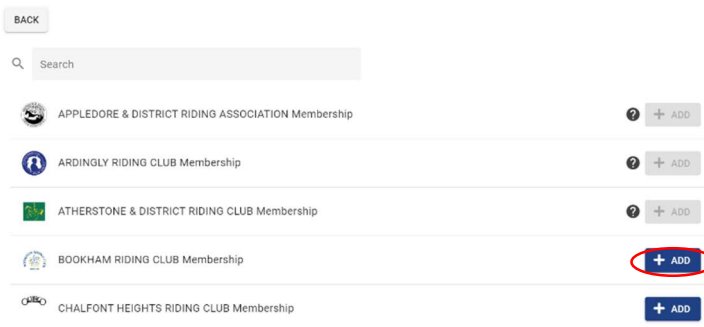 BACK
Search
APPLEDORE & DISTRICT RIDING ASSOCIATION Membership ? + ADD
ARDINGLY RIDING CLUB Membership ? + ADD
ATHERSTONE & DISTRICT RIDING CLUB Membership ? + ADD
BOOKHAM RIDING CLUB Membership + ADD
CHALFONT HEIGHTS RIDING CLUB Membership + ADD